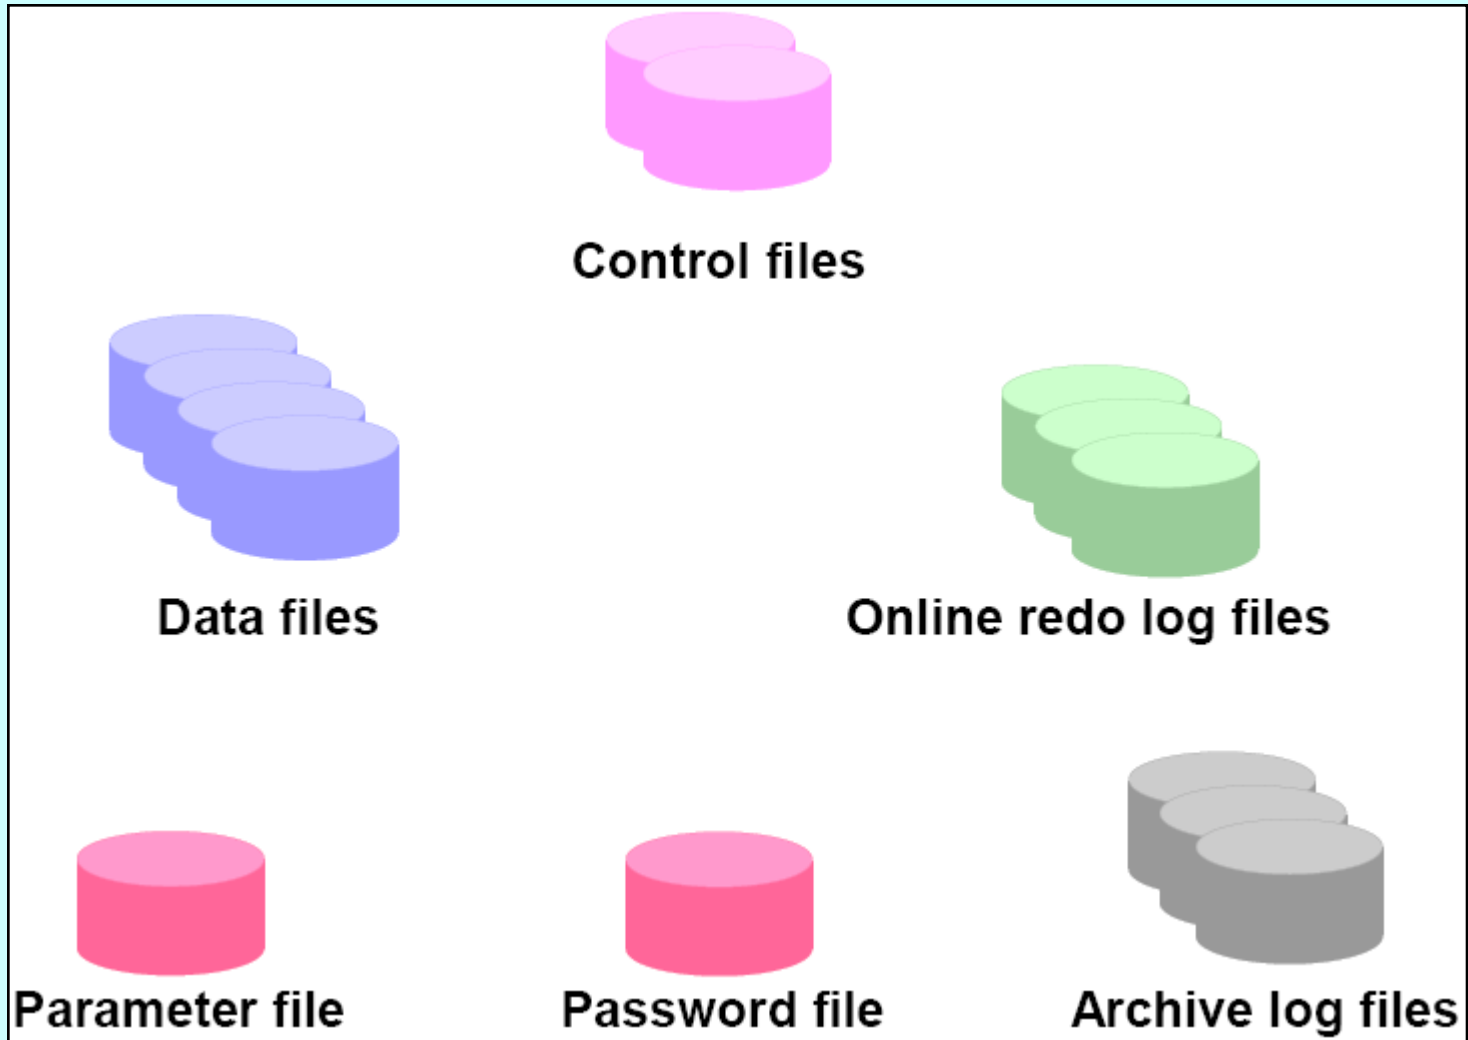 Control files
Data files
Online redo log files
Parameter file
Password file
Archive log files